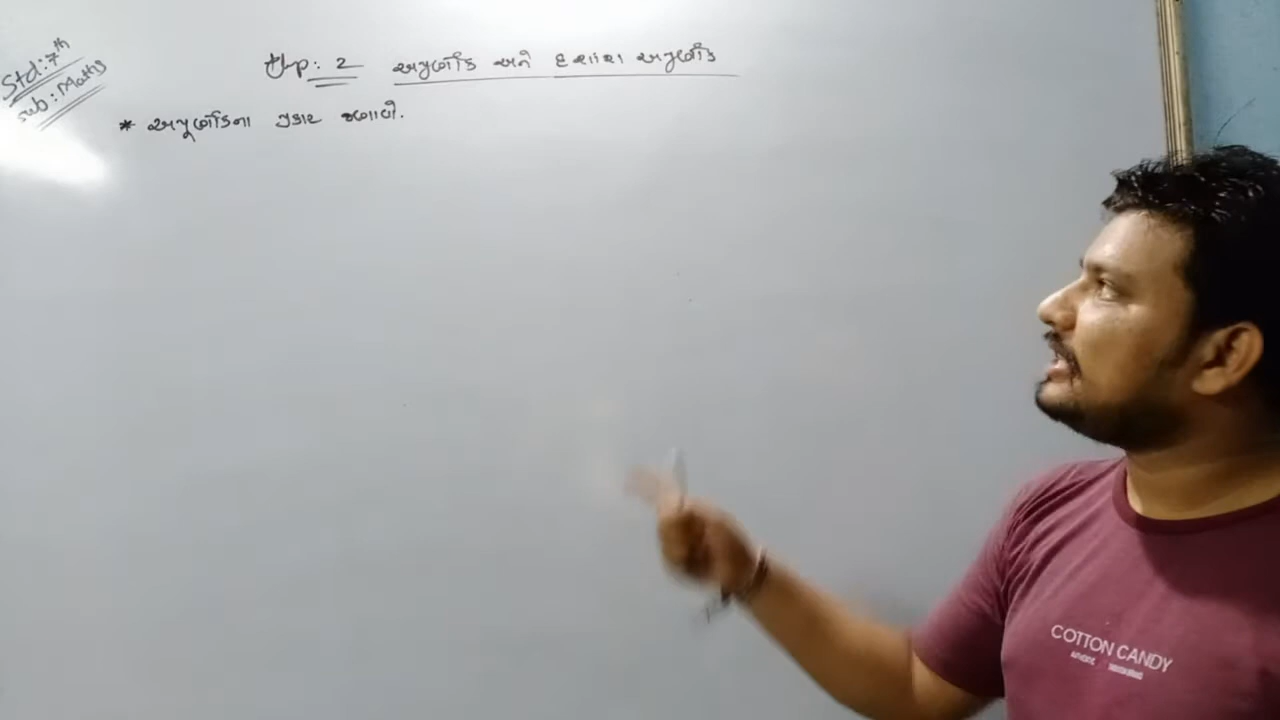 Std: 7th
Sub: Maths
Chp: 2 અપૂર્ણાંક અને દશાંશ અપૂર્ણાંક
* અપૂર્ણાંકના પ્રકાર જણાવો.
COTTON CANDY